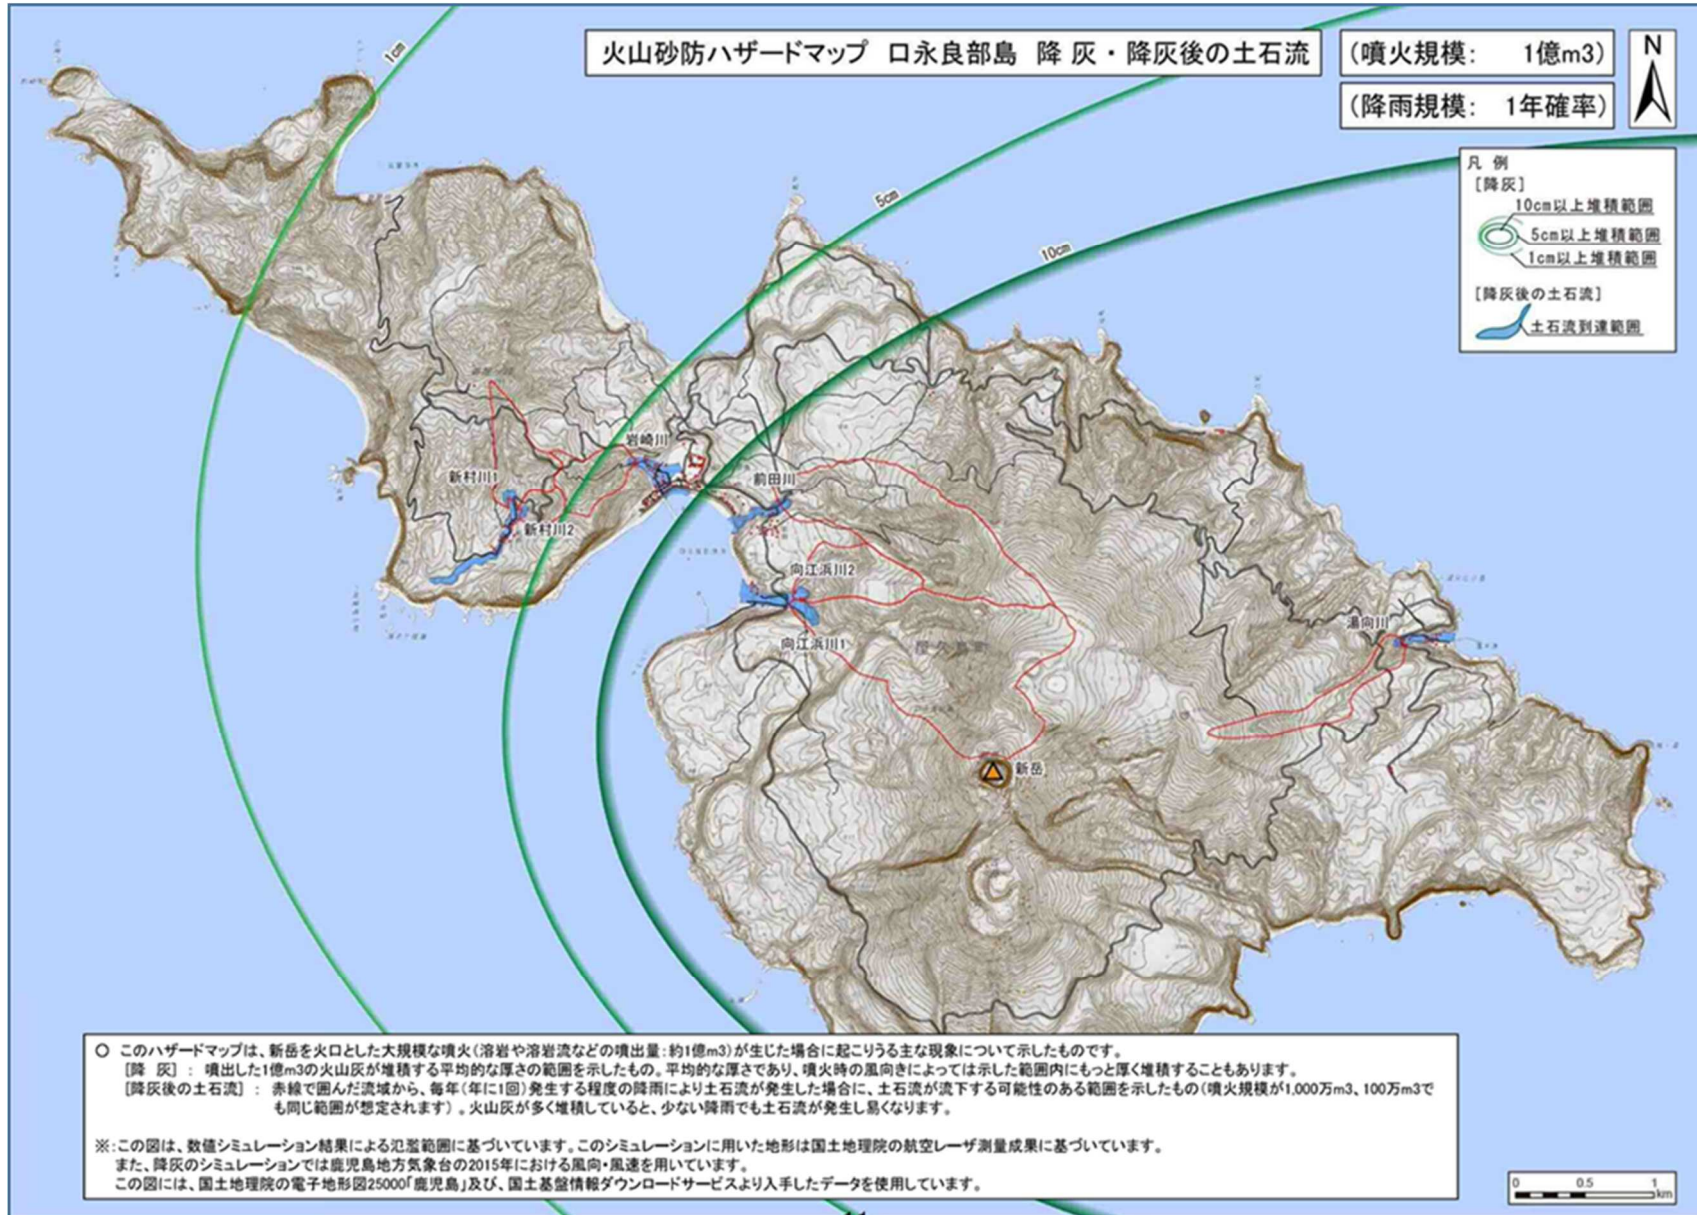 火山砂防ハザードマップ 口永良部島 降 灰 ・ 降灰後の土石流
(噴火規模: 1億m3)
(降雨規模: 1年確率)
N
凡 例
[降灰]
10cm以上堆積範囲
5cm以上堆積範囲
1cm以上堆積範囲
[降灰後の土石流]
土石流到達範囲
1cm
5cm
10cm
岩崎川
新村川1
前田川
新村川2
向江浜川2
湯向川
向江浜川1
屋久島町
新岳
○ このハザードマップは、新岳を火口とした大規模な噴火(溶岩や溶岩流などの噴出量:約1億m3)が生じた場合に起こりうる主な現象について示したものです。
[降 灰] : 噴出した1億m3の火山灰が堆積する平均的な厚さの範囲を示したもの。平均的な厚さであり、噴火時の風向きによっては示した範囲内にもっと厚く堆積することもあります。
[降灰後の土石流] : 赤線で囲んだ流域から、毎年(年に1回)発生する程度の降雨により土石流が発生した場合に、土石流が流下する可能性のある範囲を示したもの(噴火規模が1,000万m3、100万m3で
も同じ範囲が想定されます) 。火山灰が多く堆積していると、少ない降雨でも土石流が発生し易くなります。
※:この図は、数値シミュレーション結果による氾濫範囲に基づいています。このシミュレーションに用いた地形は国土地理院の航空レーザ測量成果に基づいています。
また、降灰のシミュレーションでは鹿児島地方気象台の2015年における風向・風速を用いています。
この図には、国土地理院の電子地形図25000「鹿児島」及び、国土基盤情報ダウンロードサービスより入手したデータを使用しています。
0 0.5 1
km